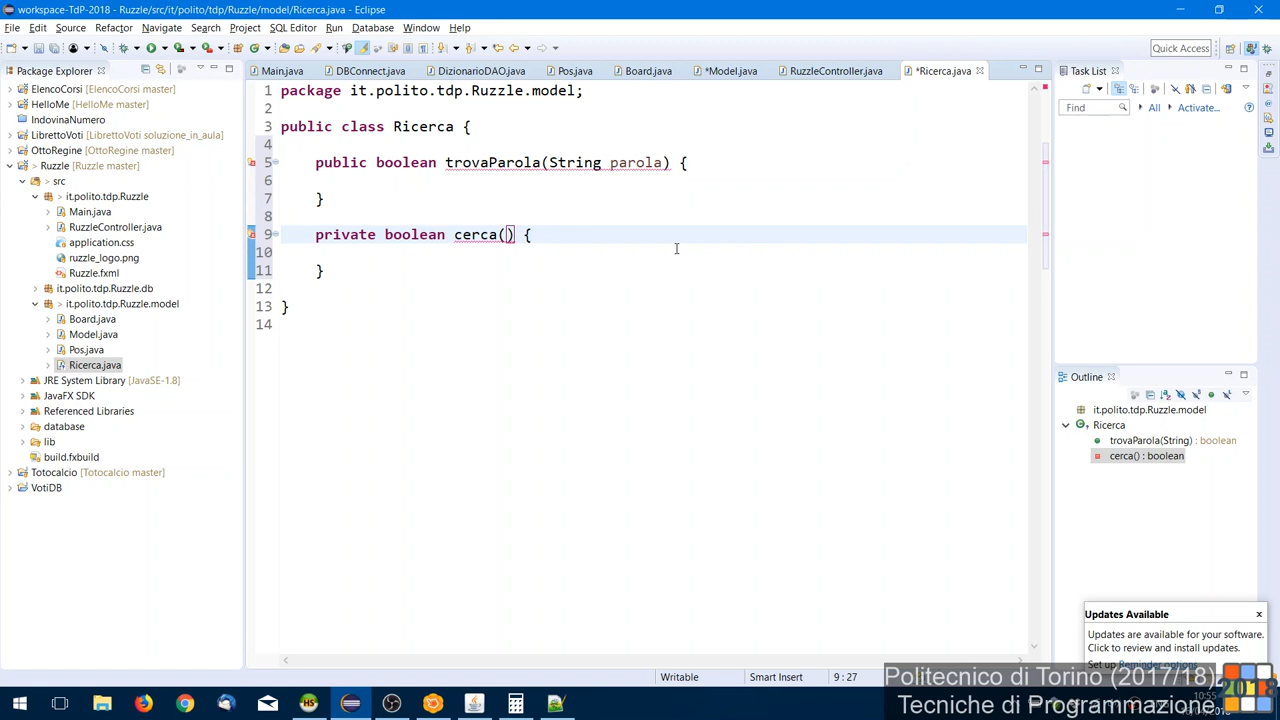 workspace-TdP-2018 - Ruzzle/src/it/polito/tdp/Ruzzle/model/Ricerca.java - Eclipse
File Edit Source Refactor Navigate Search Project SQL Editor Run Database Window Help
Quick Access
Package Explorer
Main.java DBConnect.java DizionarioDAO.java Pos.java Board.java *Model.java RuzzleController.java *Ricerca.java
Task List
ElencoCorsi [ElencoCorsi master]
HelloMe [HelloMe master]
IndovinaNumero
LibrettoVoti [LibrettoVoti soluzione_in_aula]
OttoRegine [OttoRegine master]
> Ruzzle [Ruzzle master]
> src
> it.polito.tdp.Ruzzle
Main.java
RuzzleController.java
application.css
ruzzle_logo.png
Ruzzle.fxml
it.polito.tdp.Ruzzle.db
> it.polito.tdp.Ruzzle.model
Board.java
Model.java
Pos.java
Ricerca.java
JRE System Library [JavaSE-1.8]
JavaFX SDK
Referenced Libraries
database
lib
build.fxbuild
Totocalcio [Totocalcio master]
VotiDB
1 package it.polito.tdp.Ruzzle.model;
2
3 public class Ricerca {
4
5 public boolean trovaParola(String parola) {
6
7 }
8
9 private boolean cerca() {
10
11 }
12
13 }
14
Find All Activate...
Outline
it.polito.tdp.Ruzzle.model
Ricerca
trovaParola(String) : boolean
cerca() : boolean
Updates Available
Updates are available for your software.
Click to review and install updates.
Set up Reminder options
Writable Smart Insert 9 : 27
Politecnico di Torino (2017/18)
Tecniche di Programmazione
2018
10:55